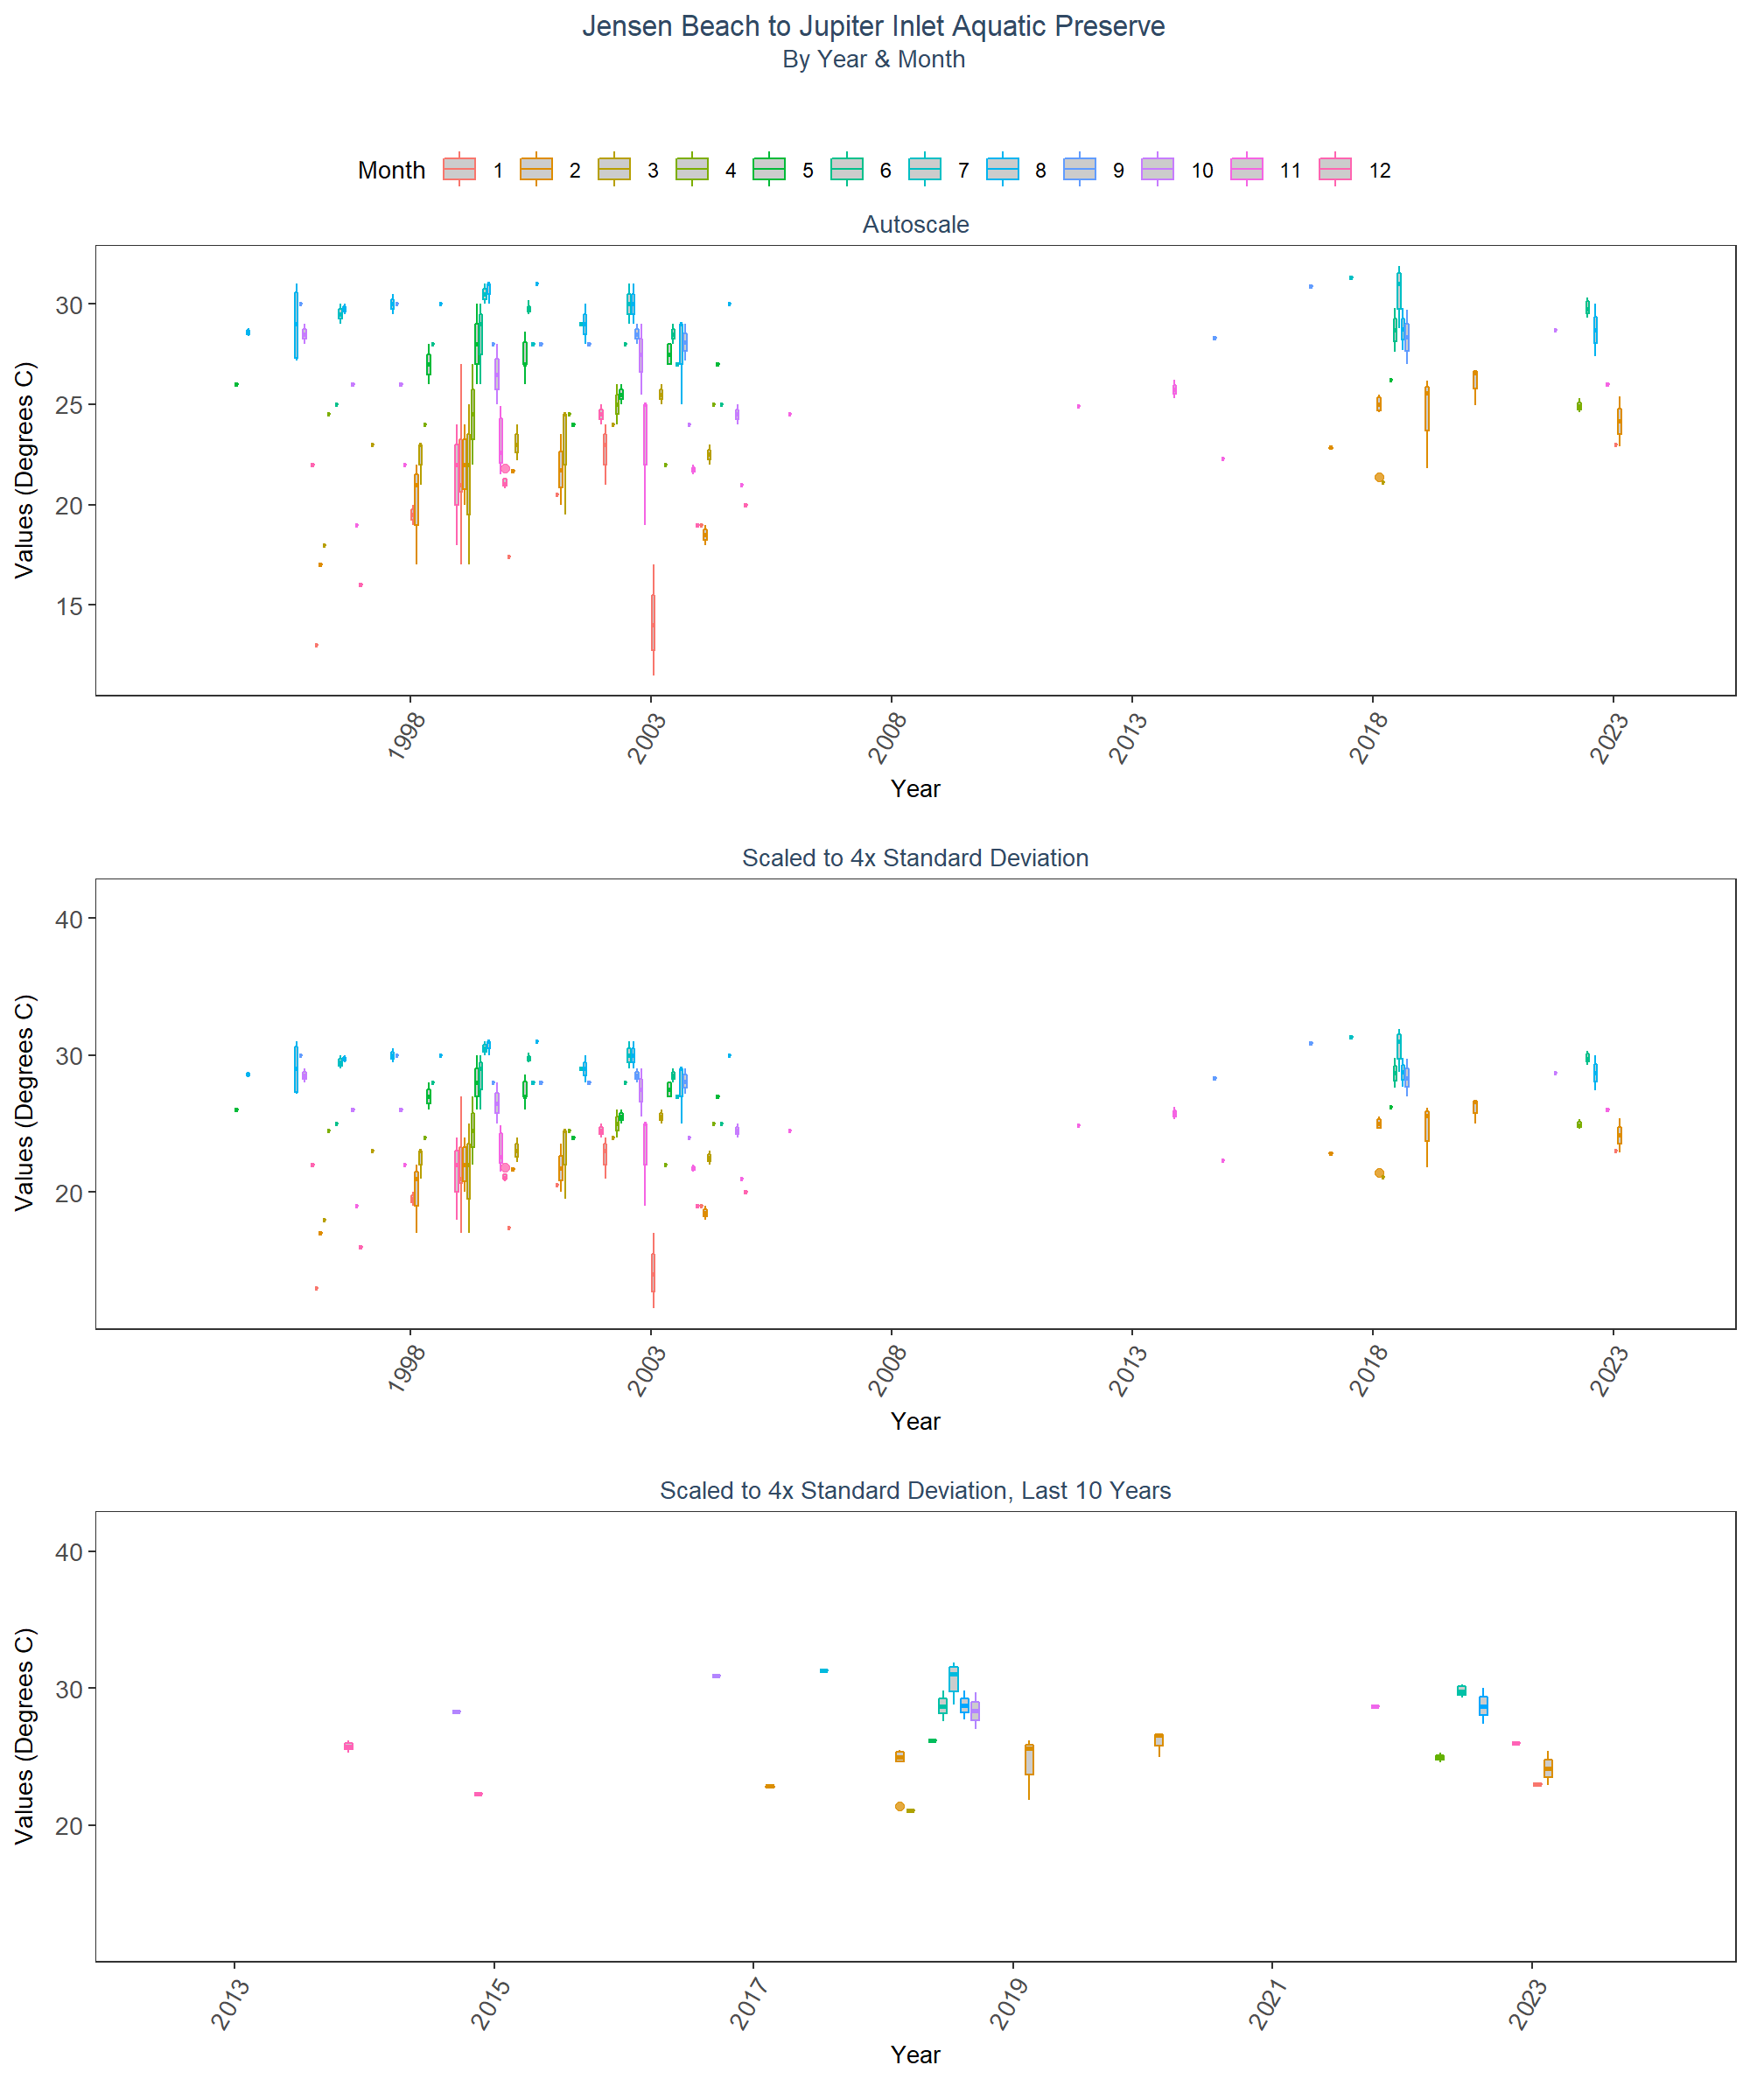 Jensen Beach to Jupiter Inlet Aquatic Preserve
By Year & Month
Month 1 2 3 4 5 6 7 8 9 10 11 12
Autoscale
Values (Degrees C)
30
25
20
15
1998 2003 2008 2013 2018 2023
Year
Scaled to 4x Standard Deviation
Values (Degrees C)
40
30
20
1998 2003 2008 2013 2018 2023
Year
Scaled to 4x Standard Deviation, Last 10 Years
Values (Degrees C)
40
30
20
2013 2015 2017 2019 2021 2023
Year